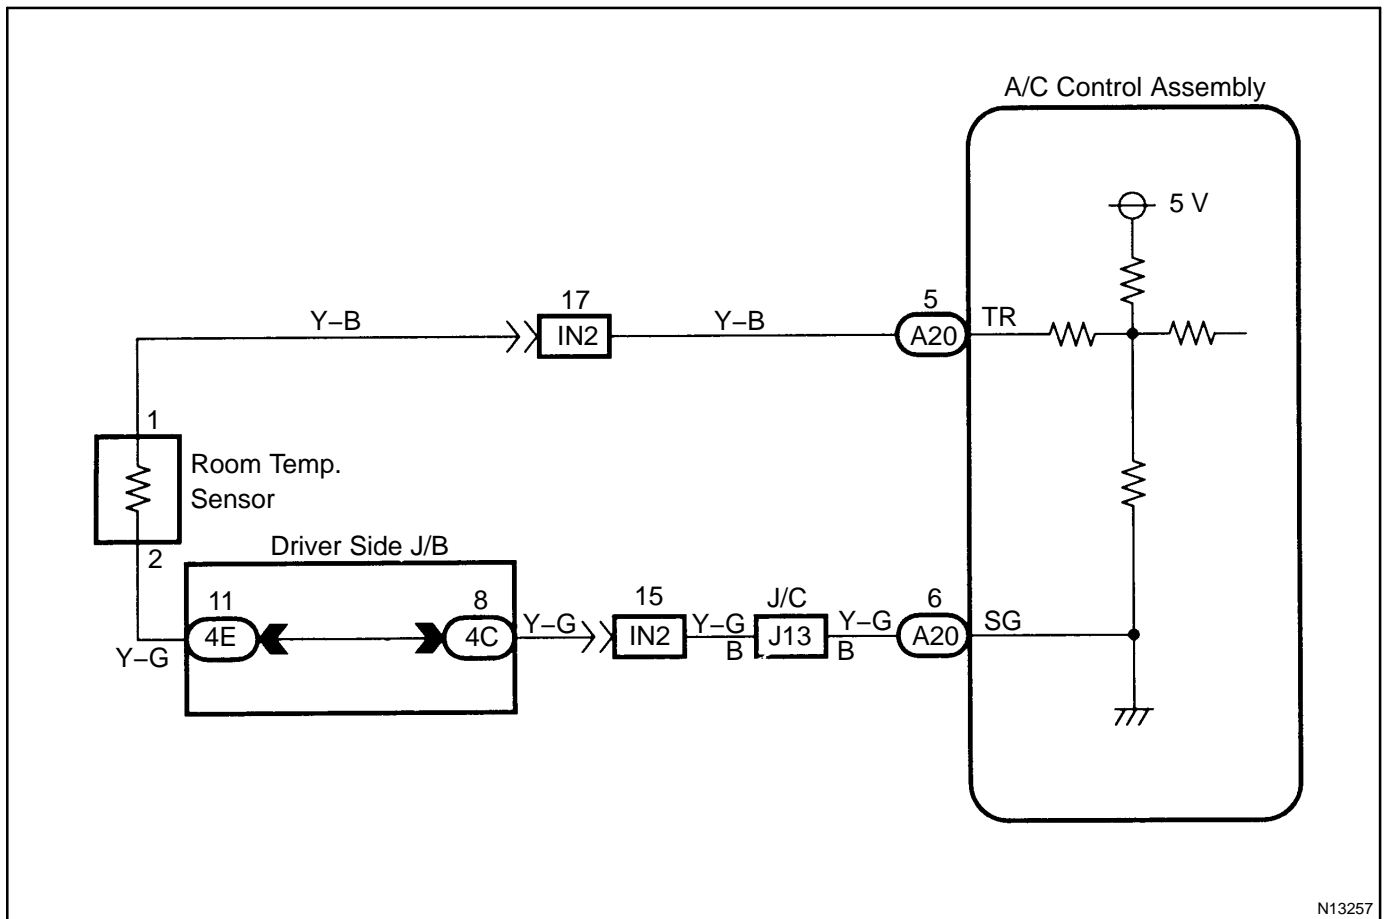 A/C Control Assembly
5 V
17
5
Y–B
IN2
Y–B
A20
TR
1
Room Temp.
Sensor
2
Driver Side J/B
11
8
15
J/C
6
Y–G
4E
4C
Y–G
IN2
Y–G
B
J13
Y–G
B
A20
SG
N13257